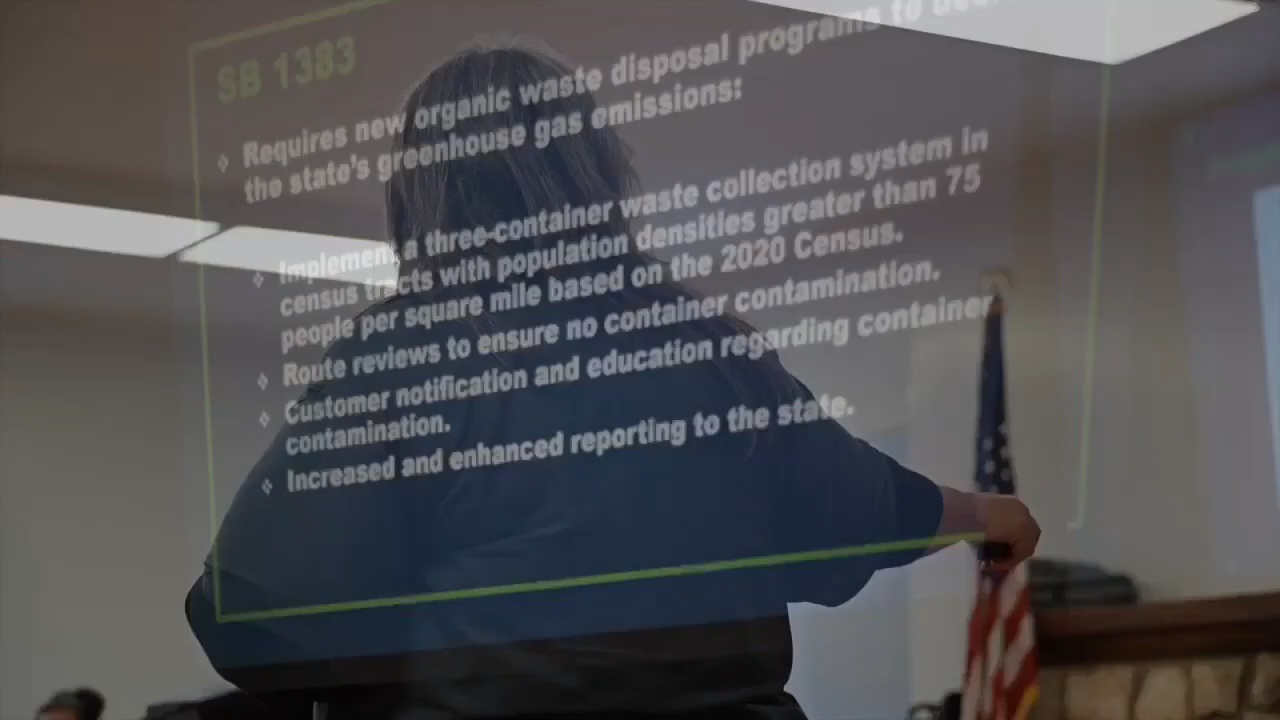 SB 1383
❖ Requires new organic waste disposal programs to
the state's greenhouse gas emissions:
❖ Implement a three-container waste collection system in
census tracts with population densities greater than 75
people per square mile based on the 2020 Census.
❖ Route reviews to ensure no container contamination.
❖ Customer notification and education regarding container
contamination.
❖ Increased and enhanced reporting to the state.